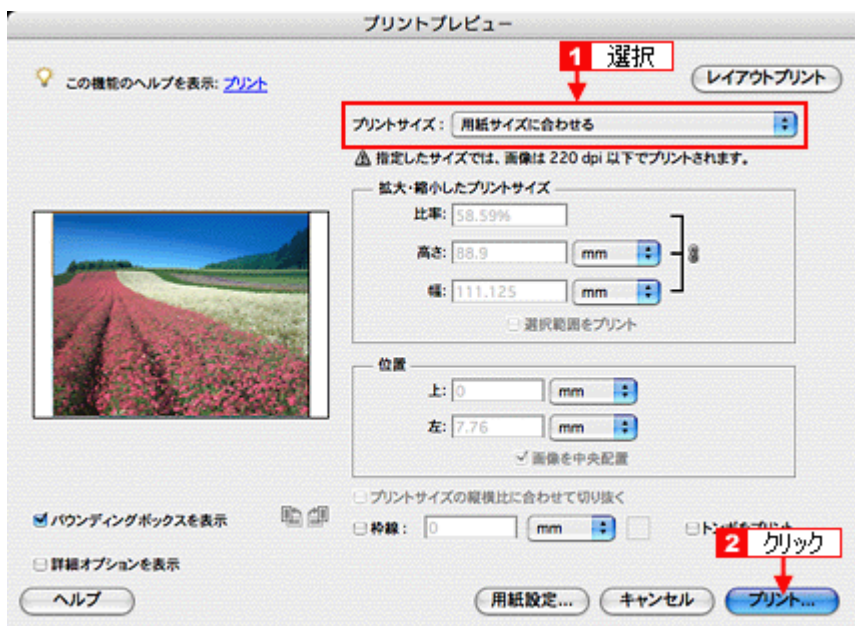 プリントプレビュー
1 選択
この機能のヘルプを表示: プリント
レイアウトプリント
プリントサイズ: 用紙サイズに合わせる
指定したサイズでは、画像は 220 dpi 以下でプリントされます。
拡大・縮小したプリントサイズ
比率: 58.59%
高さ: 88.9 mm
幅: 111.125 mm
選択範囲をプリント
位置
上: 0 mm
左: 7.76 mm
画像を中央配置
プリントサイズの縦横比に合わせて切り抜く
バウンディングボックスを表示
枠線: 0 mm
トンボをプリント
2 クリック
詳細オプションを表示
ヘルプ
用紙設定...
キャンセル
プリント...